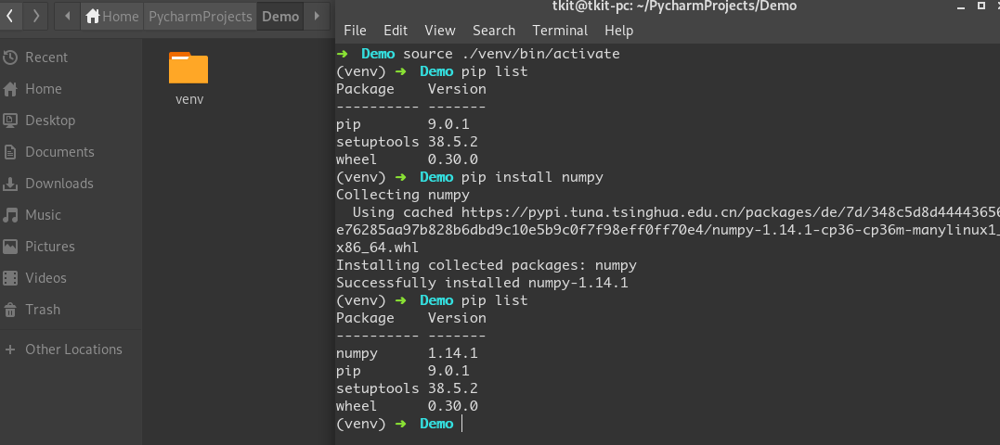 Home PycharmProjects Demo
Recent
Home
Desktop
Documents
Downloads
Music
Pictures
Videos
Trash
+ Other Locations
venv
tkit@tkit-pc: ~/PycharmProjects/Demo
File Edit View Search Terminal Help
➜ Demo source ./venv/bin/activate
(venv) ➜ Demo pip list
Package    Version
---------- -------
pip        9.0.1
setuptools 38.5.2
wheel      0.30.0
(venv) ➜ Demo pip install numpy
Collecting numpy
  Using cached https://pypi.tuna.tsinghua.edu.cn/packages/de/7d/348c5d8d44443656
e76285aa97b828b6dbd9c10e5b9c0f7f98eff0ff70e4/numpy-1.14.1-cp36-cp36m-manylinux1_
x86_64.whl
Installing collected packages: numpy
Successfully installed numpy-1.14.1
(venv) ➜ Demo pip list
Package    Version
---------- -------
numpy      1.14.1
pip        9.0.1
setuptools 38.5.2
wheel      0.30.0
(venv) ➜ Demo